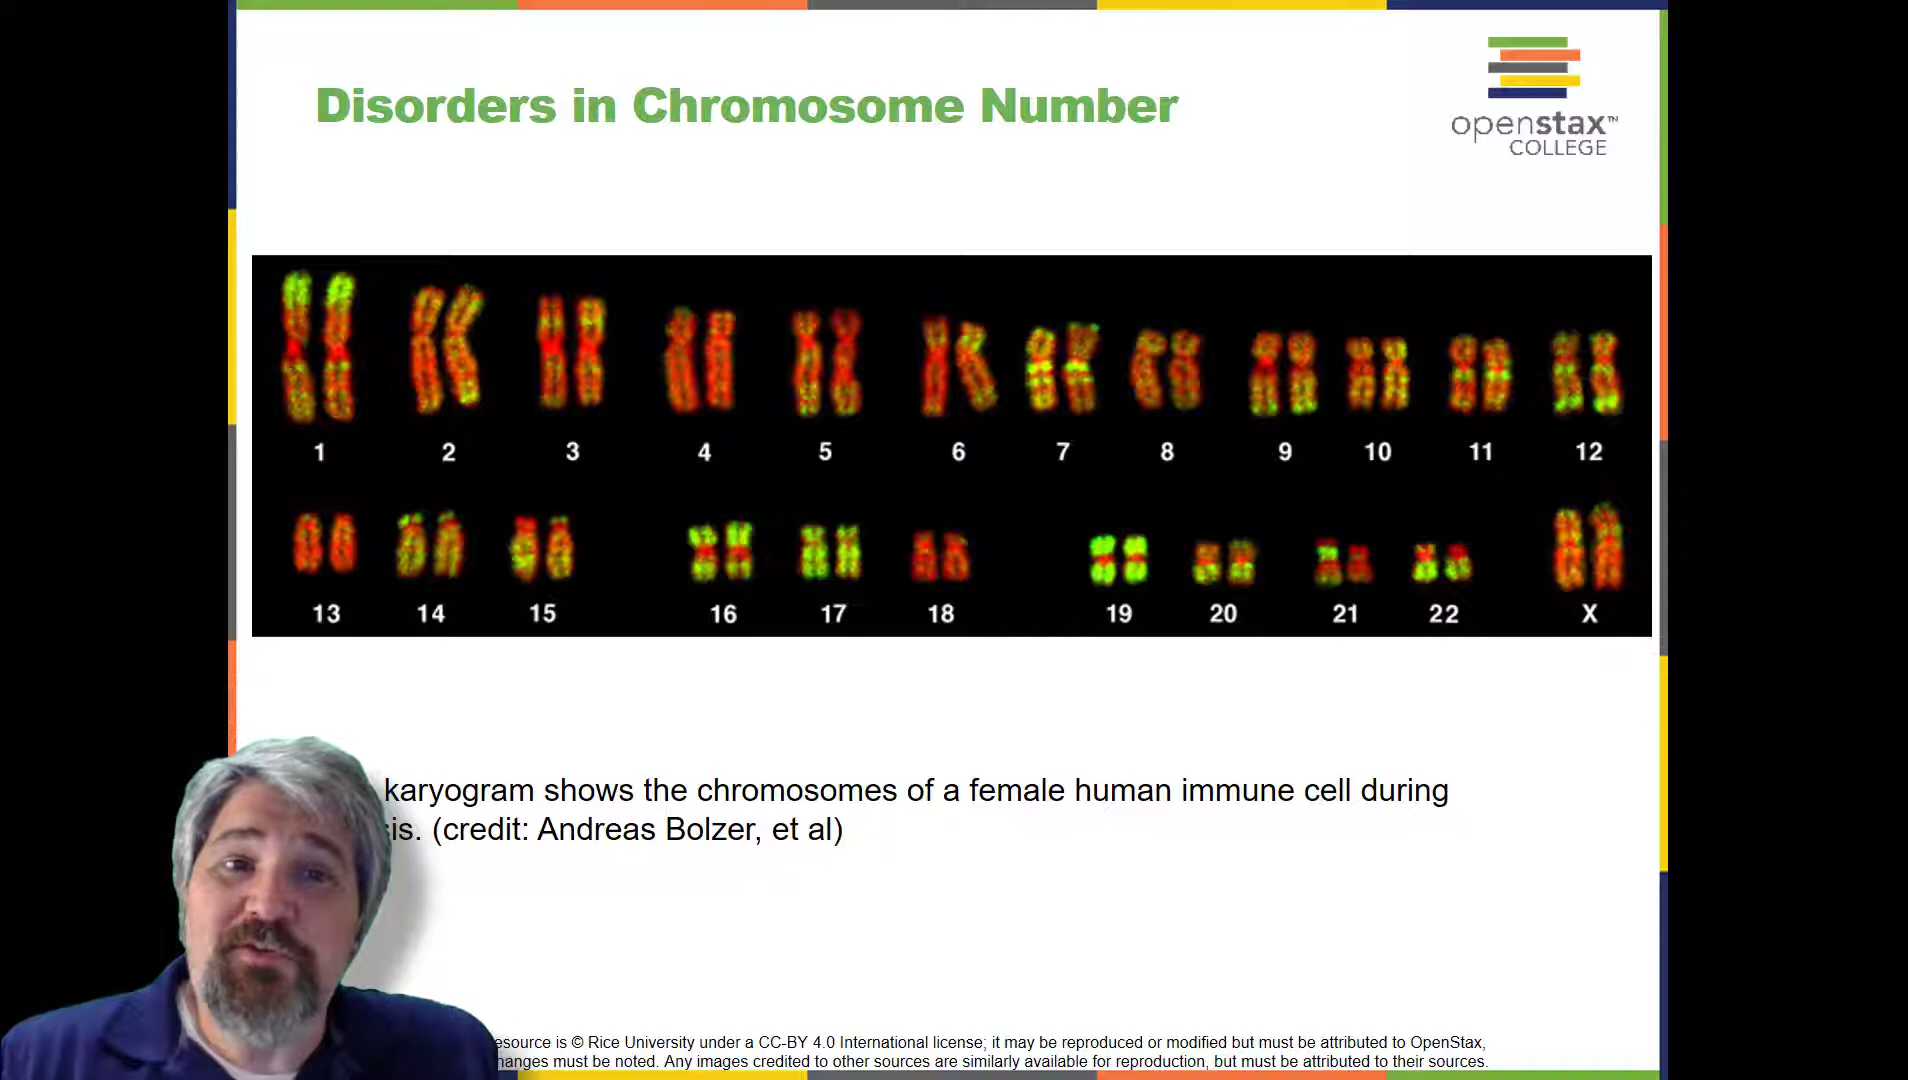 Disorders in Chromosome Number
openstax™
COLLEGE
1 2 3 4 5 6 7 8 9 10 11 12
13 14 15 16 17 18 19 20 21 22 X
karyogram shows the chromosomes of a female human immune cell during
sis. (credit: Andreas Bolzer, et al)
esource is © Rice University under a CC-BY 4.0 International license; it may be reproduced or modified but must be attributed to OpenStax,
hanges must be noted. Any images credited to other sources are similarly available for reproduction, but must be attributed to their sources.